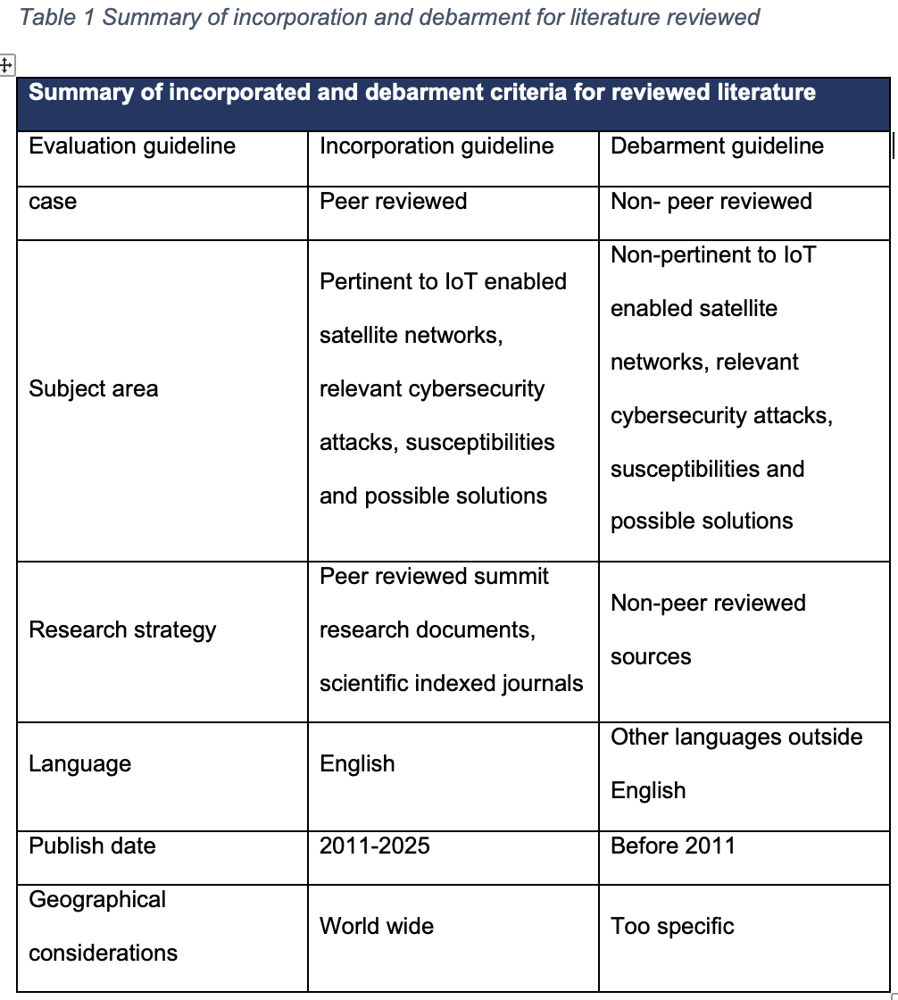 Table 1 Summary of incorporation and debarment for literature reviewed
Summary of incorporated and debarment criteria for reviewed literature
Evaluation guideline
Incorporation guideline
Debarment guideline
case
Peer reviewed
Non- peer reviewed
Subject area
Pertinent to IoT enabled
satellite networks,
relevant cybersecurity
attacks, susceptibilities
and possible solutions
Non-pertinent to IoT
enabled satellite
networks, relevant
cybersecurity attacks,
susceptibilities and
possible solutions
Research strategy
Peer reviewed summit
research documents,
scientific indexed journals
Non-peer reviewed
sources
Language
English
Other languages outside
English
Publish date
2011-2025
Before 2011
Geographical
considerations
World wide
Too specific